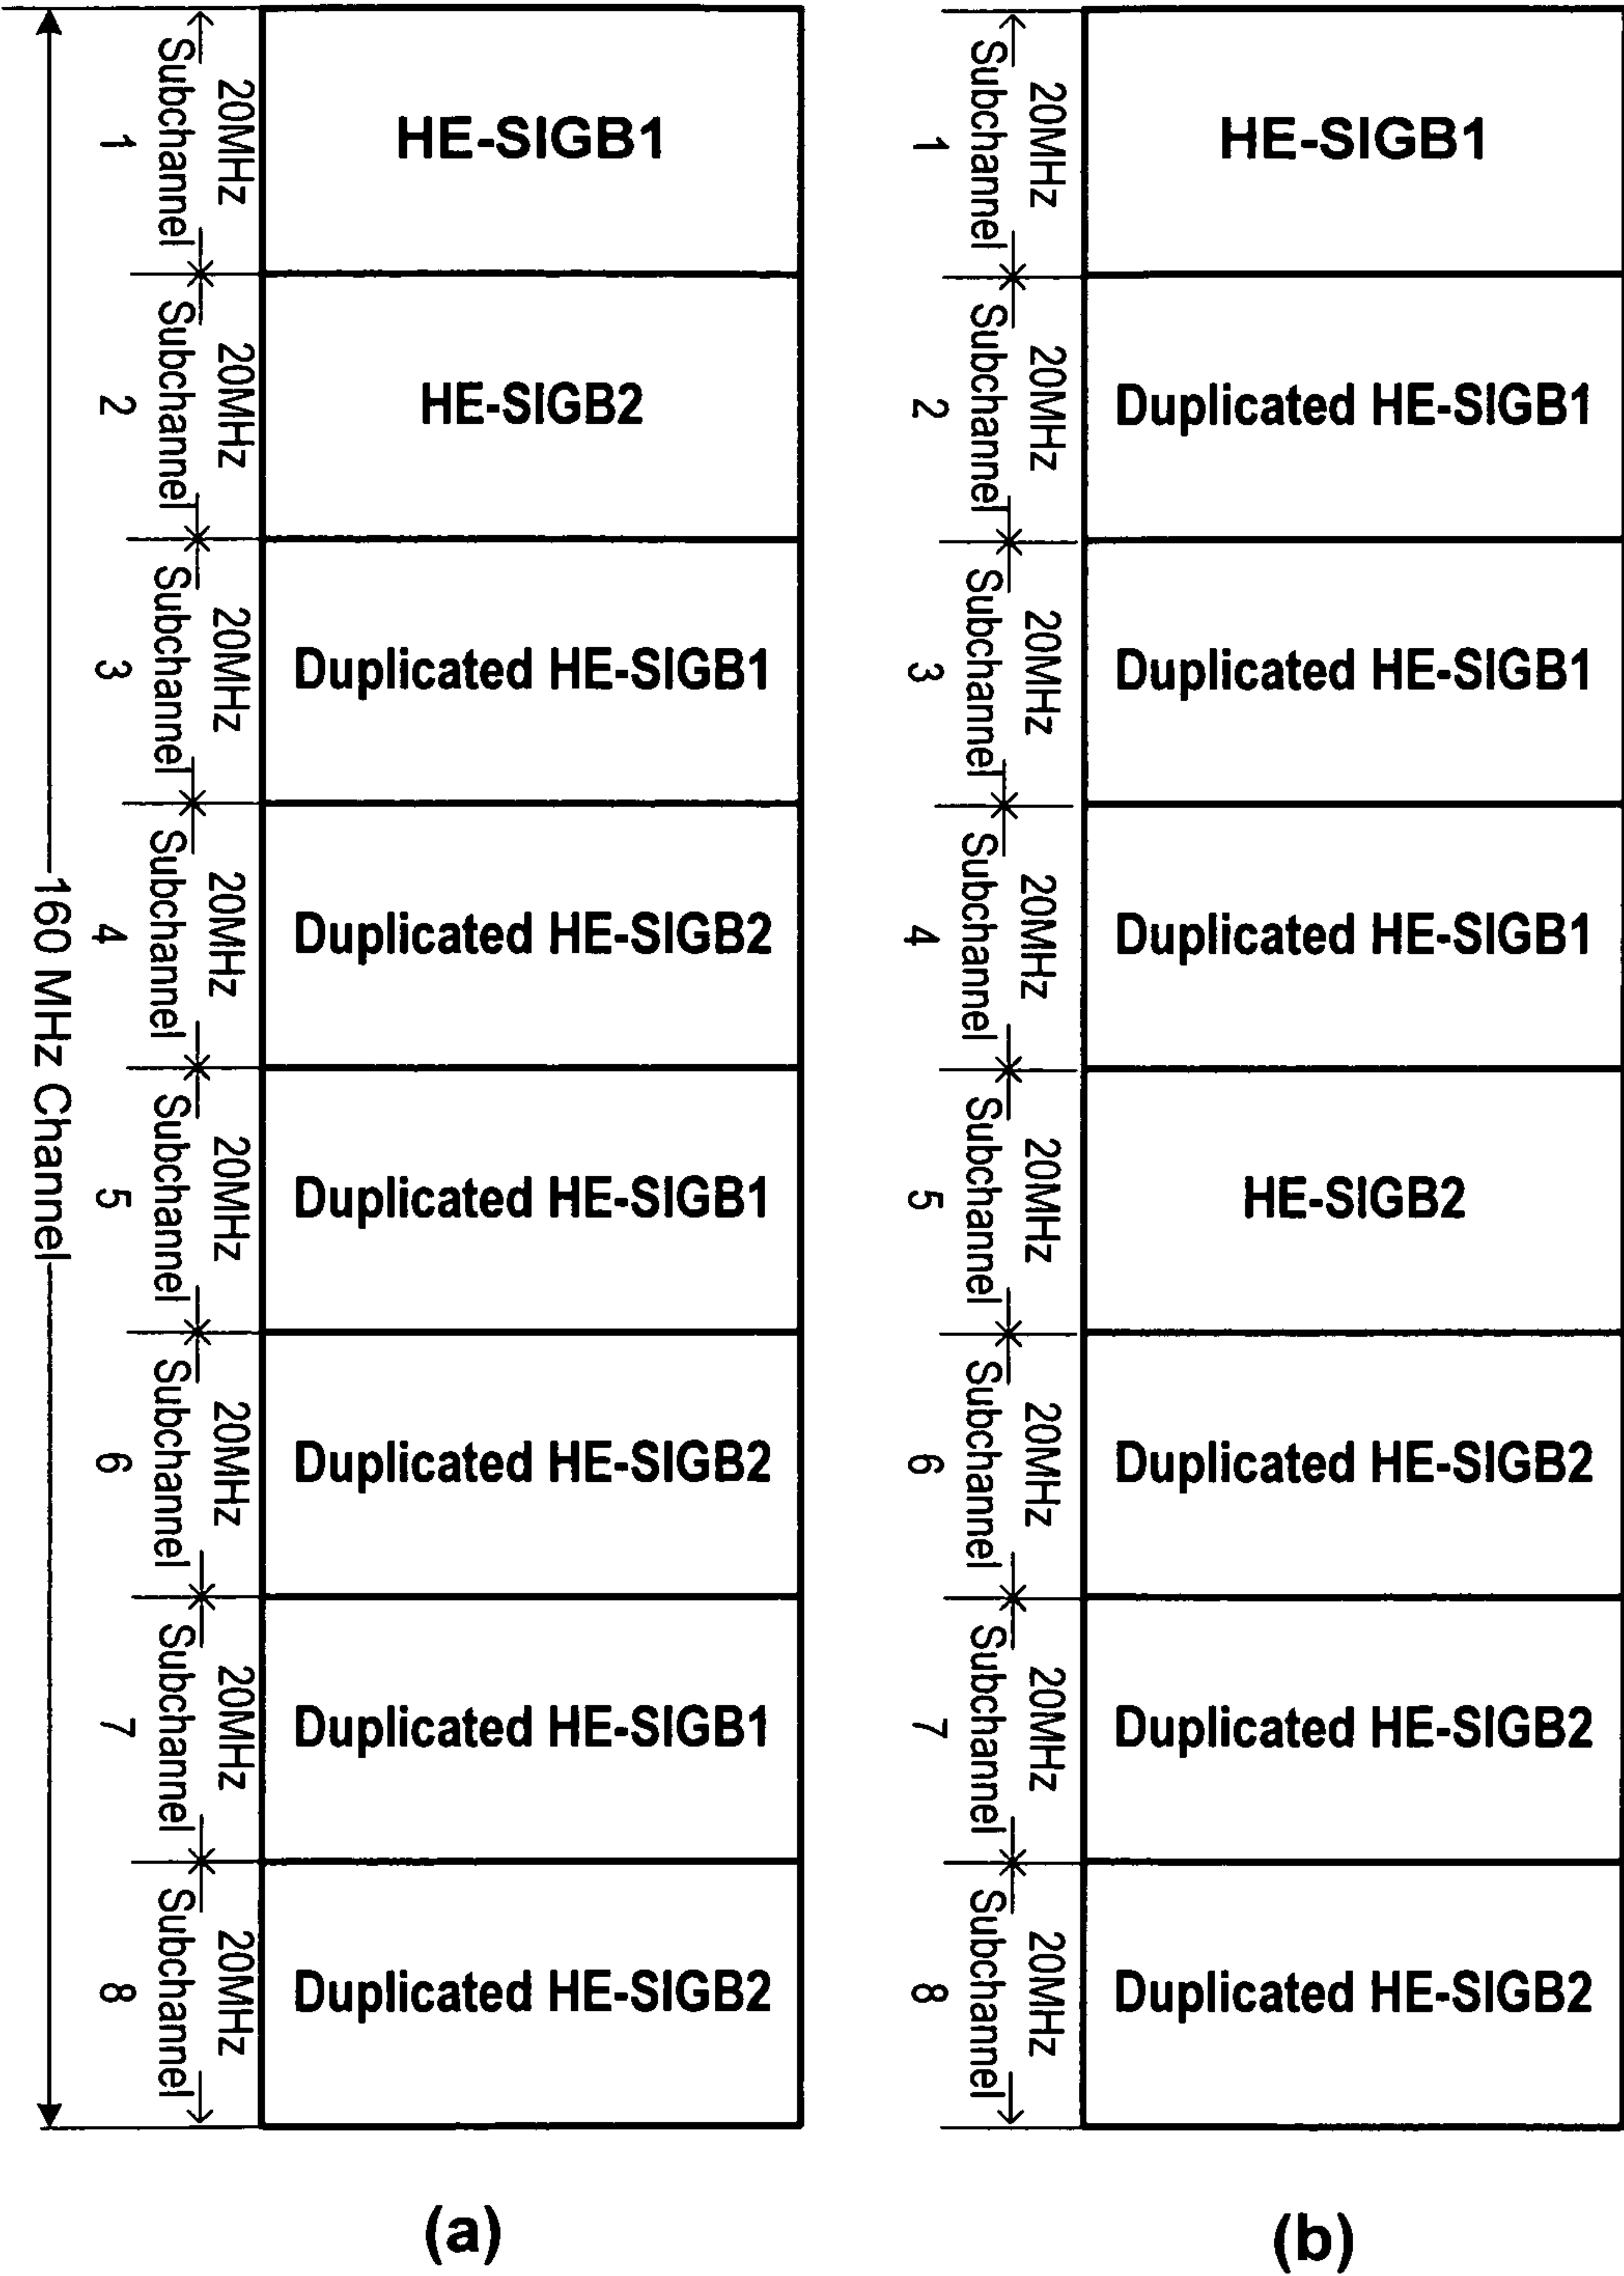 HE-SIGB1
HE-SIGB2
Duplicated HE-SIGB1
Duplicated HE-SIGB2
Duplicated HE-SIGB1
Duplicated HE-SIGB2
Duplicated HE-SIGB1
Duplicated HE-SIGB2
20MHz
Subchannel
1
20MHz
Subchannel
2
20MHz
Subchannel
3
20MHz
Subchannel
4
20MHz
Subchannel
5
20MHz
Subchannel
6
20MHz
Subchannel
7
20MHz
Subchannel
8
160 MHz Channel
(a)
HE-SIGB1
Duplicated HE-SIGB1
Duplicated HE-SIGB1
Duplicated HE-SIGB1
HE-SIGB2
Duplicated HE-SIGB2
Duplicated HE-SIGB2
Duplicated HE-SIGB2
20MHz
Subchannel
1
20MHz
Subchannel
2
20MHz
Subchannel
3
20MHz
Subchannel
4
20MHz
Subchannel
5
20MHz
Subchannel
6
20MHz
Subchannel
7
20MHz
Subchannel
8
(b)